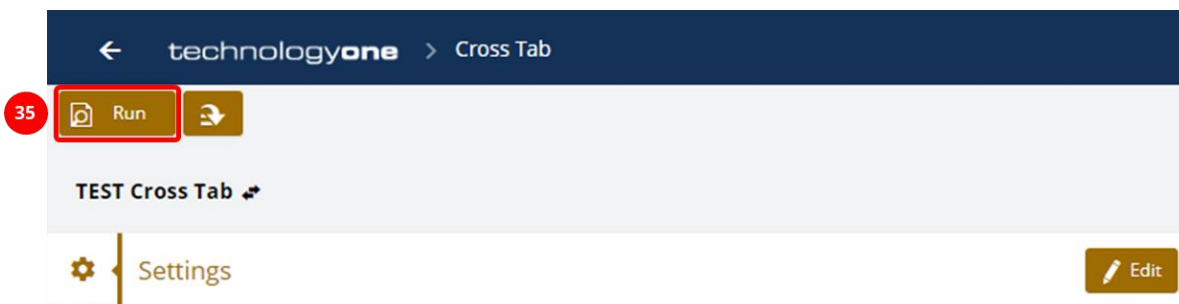 technologyone > Cross Tab
35 Run
TEST Cross Tab
Settings Edit